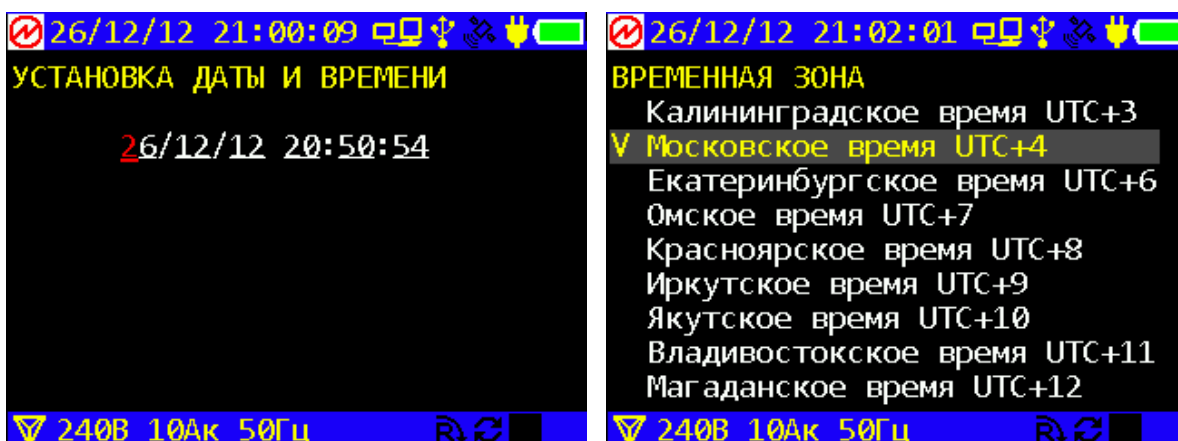 26/12/12 21:00:09
УСТАНОВКА ДАТЫ И ВРЕМЕНИ
26/12/12 20:50:54
240В 10Ак 50Гц
26/12/12 21:02:01
ВРЕМЕННАЯ ЗОНА
Калининградское время UTC+3
V Московское время UTC+4
Екатеринбургское время UTC+6
Омское время UTC+7
Красноярское время UTC+8
Иркутское время UTC+9
Якутское время UTC+10
Владивостокское время UTC+11
Магаданское время UTC+12
240В 10Ак 50Гц